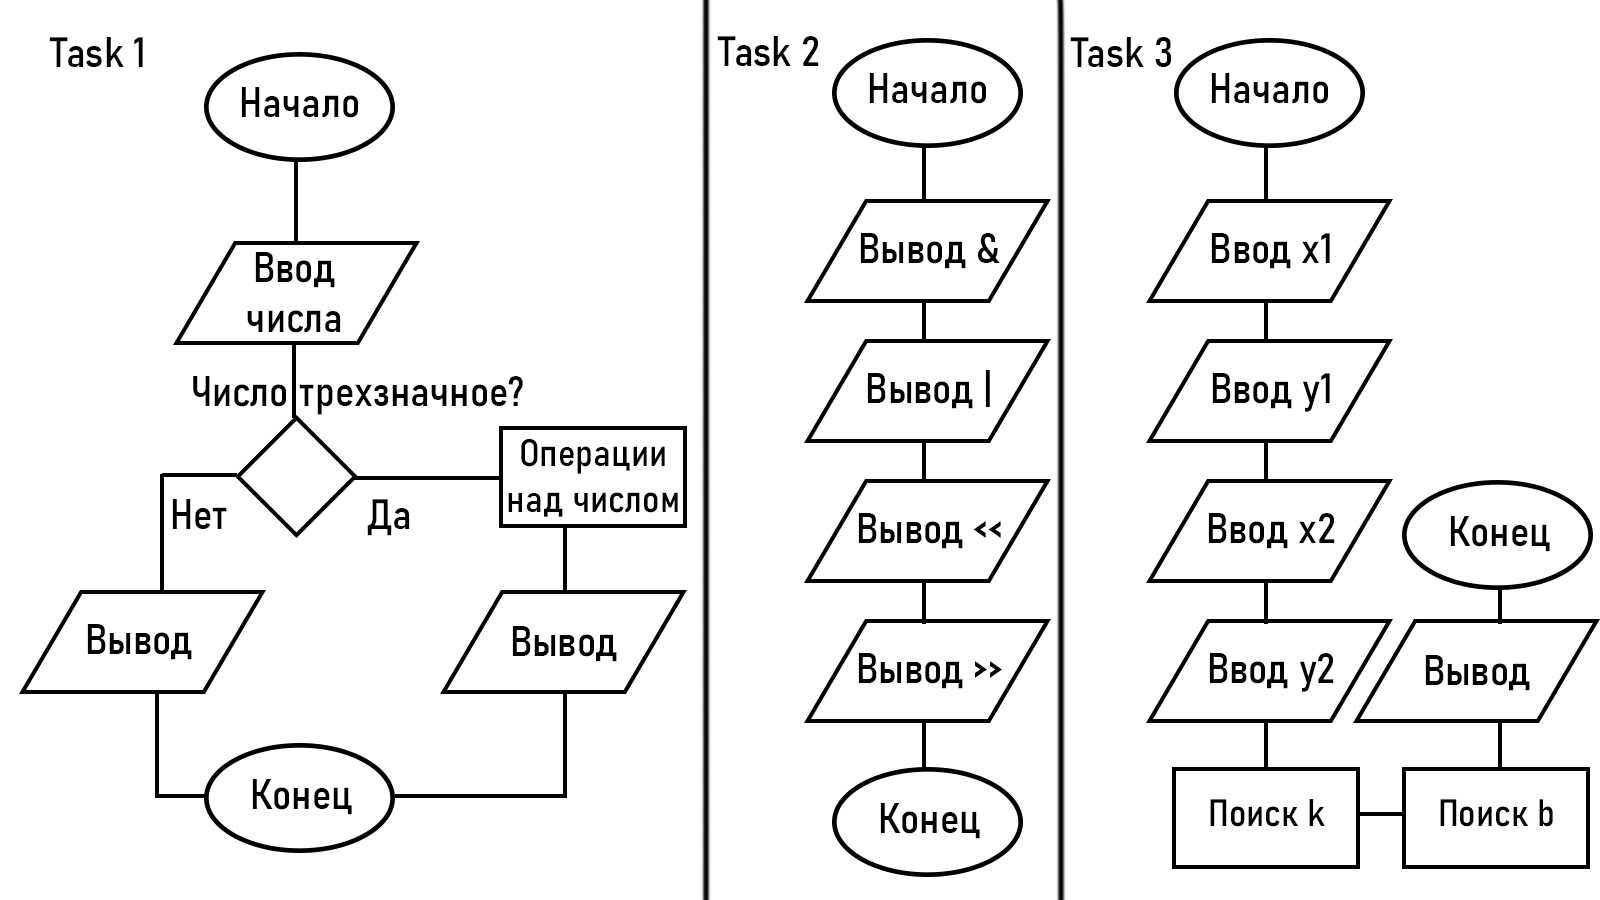 Task 1
Начало
Ввод
числа
Число трехзначное?
Нет
Да
Операции
над числом
Вывод
Вывод
Конец
Task 2
Начало
Вывод &
Вывод |
Вывод <<
Вывод >>
Конец
Task 3
Начало
Ввод x1
Ввод y1
Ввод x2
Ввод y2
Поиск k
Поиск b
Вывод
Конец